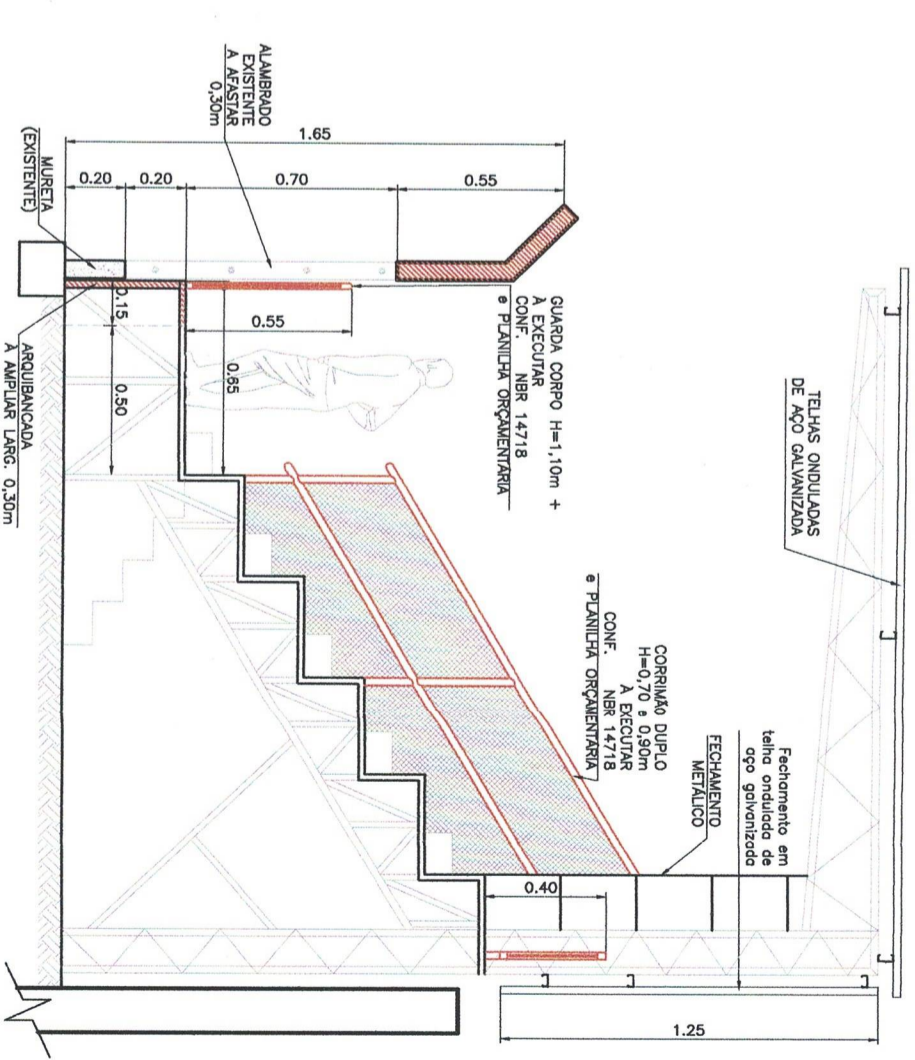 TELHAS ONDULADAS
DE AÇO GALVANIZADA
Fechamento em
telha ondulada de
aço galvanizada
FECHAMENTO
METÁLICO
CORRIMÃO DUPLO
H=0,70 e 0,90m
À EXECUTAR
CONF. NBR 14718
e PLANILHA ORÇAMENTÁRIA
GUARDA CORPO H=1,10m +
À EXECUTAR
CONF. NBR 14718
e PLANILHA ORÇAMENTÁRIA
ALAMBRADO
EXISTENTE
A AFASTAR
0,30m
MURETA
(EXISTENTE)
ARQUIBANCADA
À AMPLIAR LARG. 0,30m
1.65
0.20
0.20
0.70
0.55
0.15
0.50
0.55
0.65
0.40
1.25